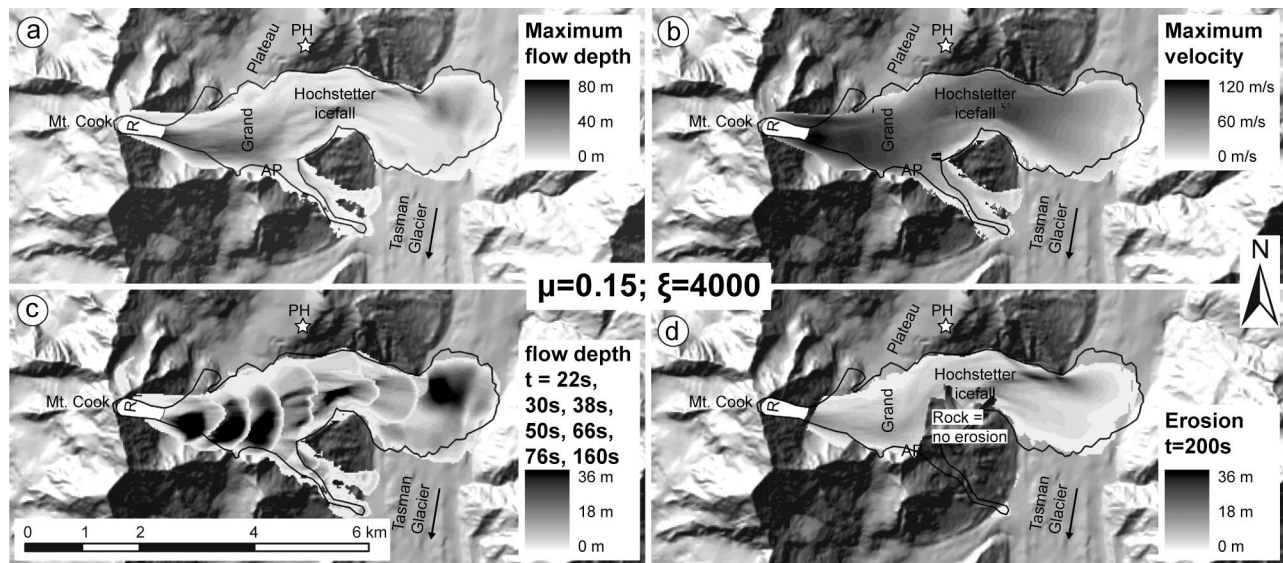 a
PH
Plateau
Maximum
flow depth
80 m
40 m
0 m
Mt. Cook
R
Grand
Hochstetter
icefall
AP
Tasman
Glacier
b
PH
Plateau
Maximum
velocity
120 m/s
60 m/s
0 m/s
Mt. Cook
R
Grand
Hochstetter
icefall
AP
Tasman
Glacier
N
µ=0.15; ξ=4000
c
PH
Plateau
flow depth
t = 22s,
30s, 38s,
50s, 66s,
76s, 160s
36 m
18 m
0 m
Mt. Cook
R
Tasman
Glacier
0 1 2 4 6 km
d
PH
Plateau
Hochstetter
icefall
Mt. Cook
R
Grand
Rock =
no erosion
AP
Tasman
Glacier
Erosion
t=200s
36 m
18 m
0 m